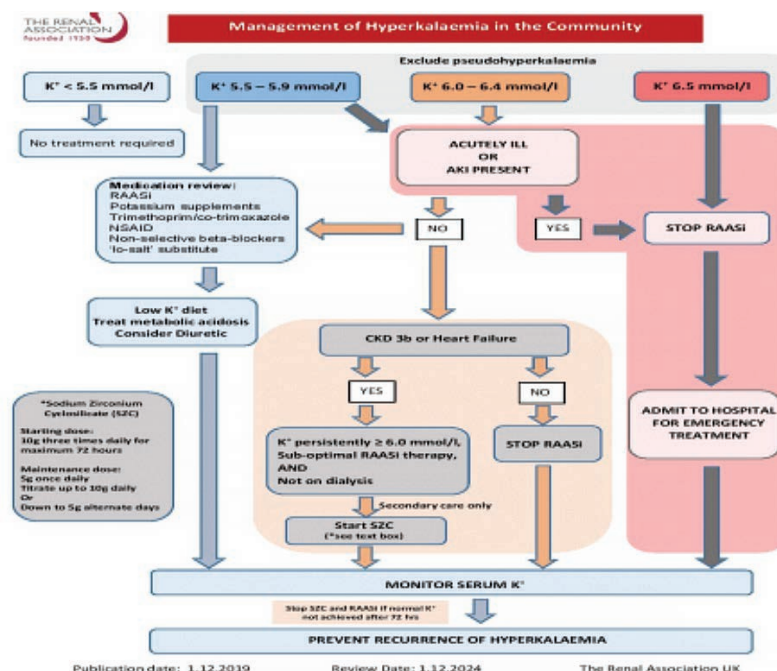 THE RENAL
ASSOCIATION
founded 1950
Management of Hyperkalaemia in the Community
Exclude pseudohyperkalaemia
K⁺ < 5.5 mmol/l
K⁺ 5.5 – 5.9 mmol/l
K⁺ 6.0 – 6.4 mmol/l
K⁺ 6.5 mmol/l
No treatment required
ACUTELY ILL
OR
AKI PRESENT
Medication review:
RAASi
Potassium supplements
Trimethoprim/co-trimoxazole
NSAID
Non-selective beta-blockers
'lo-salt' substitute
NO
YES
STOP RAASi
Low K⁺ diet
Treat metabolic acidosis
Consider Diuretic
CKD 3b or Heart Failure
YES
NO
*Sodium Zirconium
Cyclosilicate (SZC)
Starting dose:
10g three times daily for
maximum 72 hours
Maintenance dose:
5g once daily
Titrate up to 10g daily
Or
Down to 5g alternate days
K⁺ persistently ≥ 6.0 mmol/l,
Sub-optimal RAASi therapy,
AND
Not on dialysis
STOP RAASi
ADMIT TO HOSPITAL
FOR EMERGENCY
TREATMENT
Secondary care only
Start SZC
(*see text box)
MONITOR SERUM K⁺
Stop SZC and RAASi if normal K⁺
not achieved after 72 hrs
PREVENT RECURRENCE OF HYPERKALAEMIA
Publication date: 1.12.2019
Review Date: 1.12.2024
The Renal Association UK